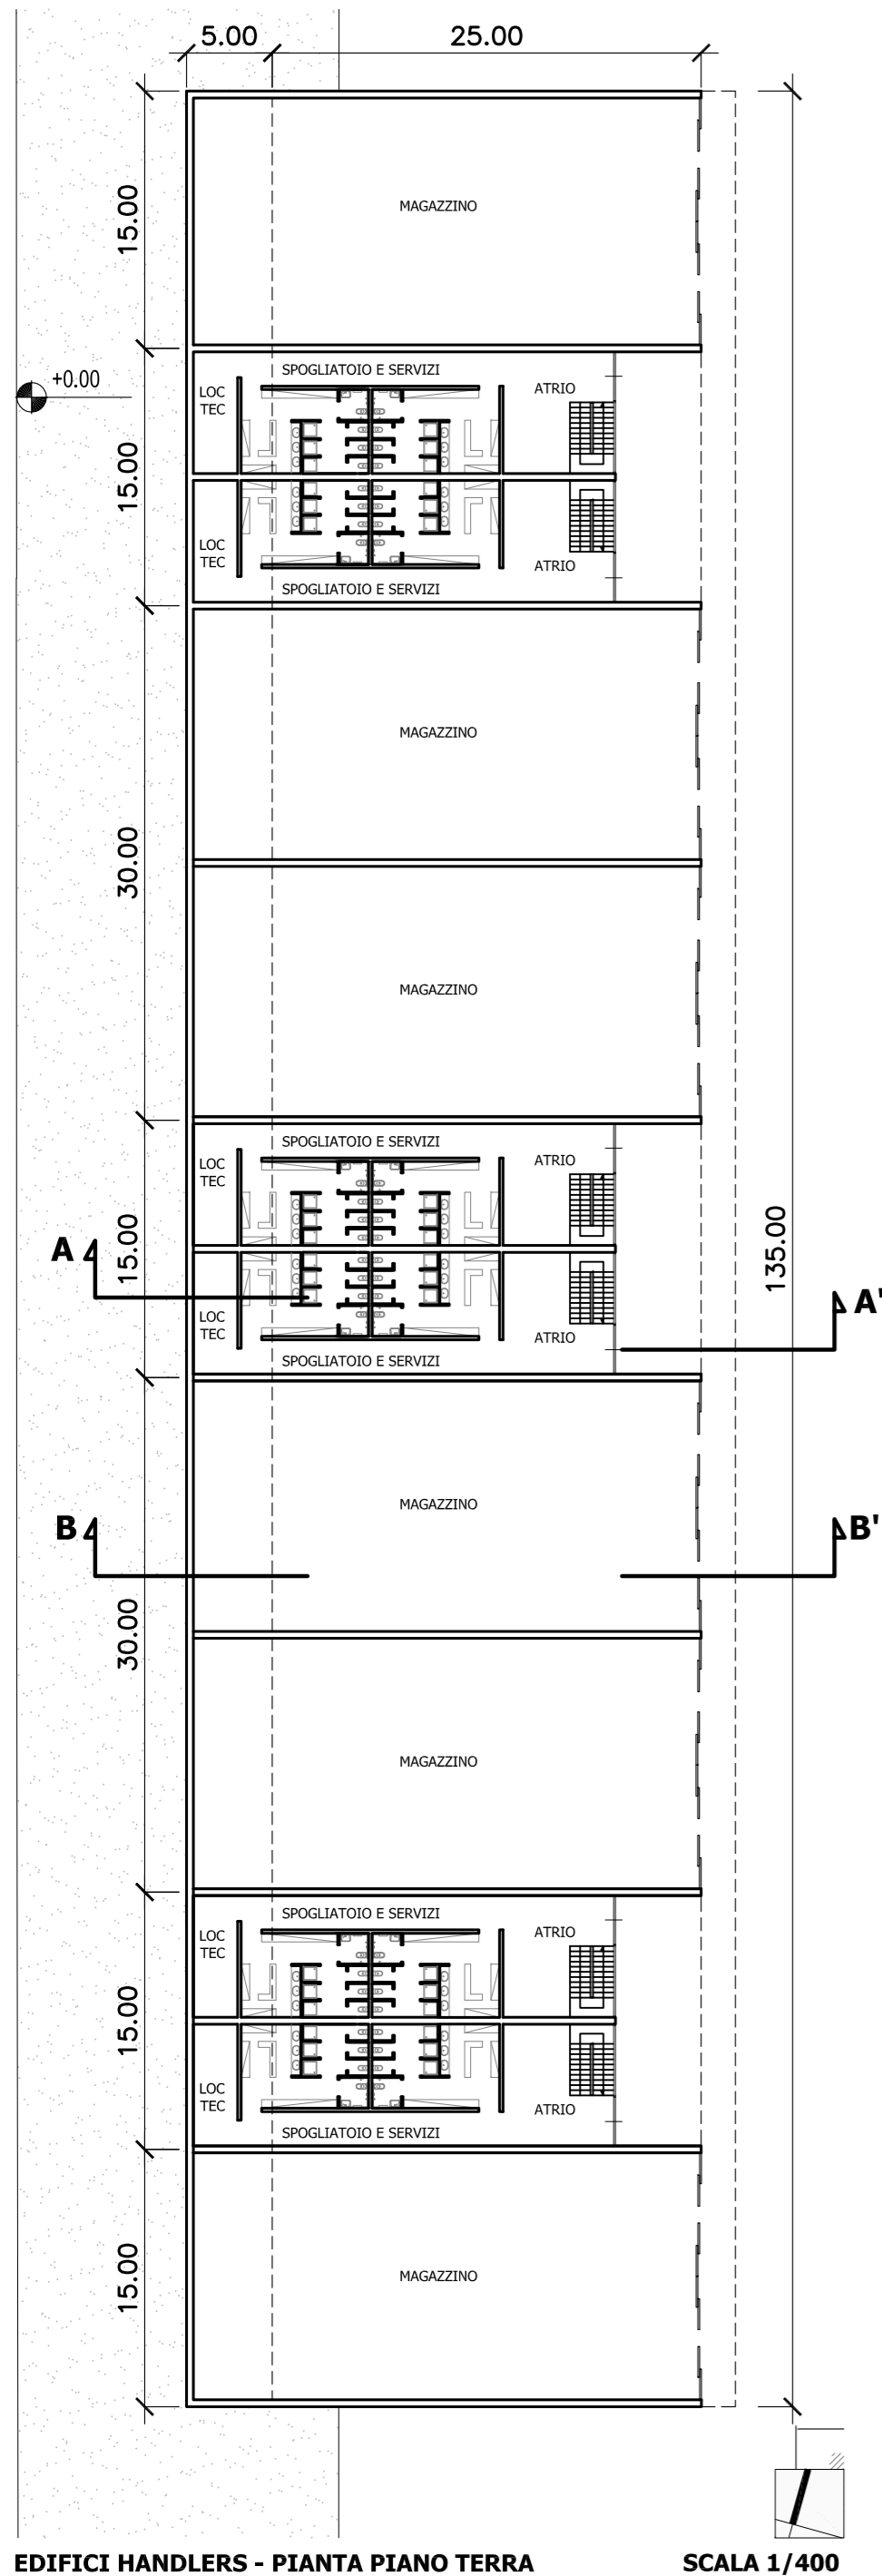 5.00 25.00
15.00
MAGAZZINO
+0.00
SPOGLIATOIO E SERVIZI
LOC
TEC
ATRIO
15.00
LOC
TEC
ATRIO
SPOGLIATOIO E SERVIZI
MAGAZZINO
30.00
MAGAZZINO
SPOGLIATOIO E SERVIZI
LOC
TEC
ATRIO
A
15.00
135.00
A'
LOC
TEC
ATRIO
SPOGLIATOIO E SERVIZI
MAGAZZINO
B
B'
30.00
MAGAZZINO
SPOGLIATOIO E SERVIZI
LOC
TEC
ATRIO
15.00
LOC
TEC
ATRIO
SPOGLIATOIO E SERVIZI
15.00
MAGAZZINO
EDIFICI HANDLERS - PIANTA PIANO TERRA SCALA 1/400